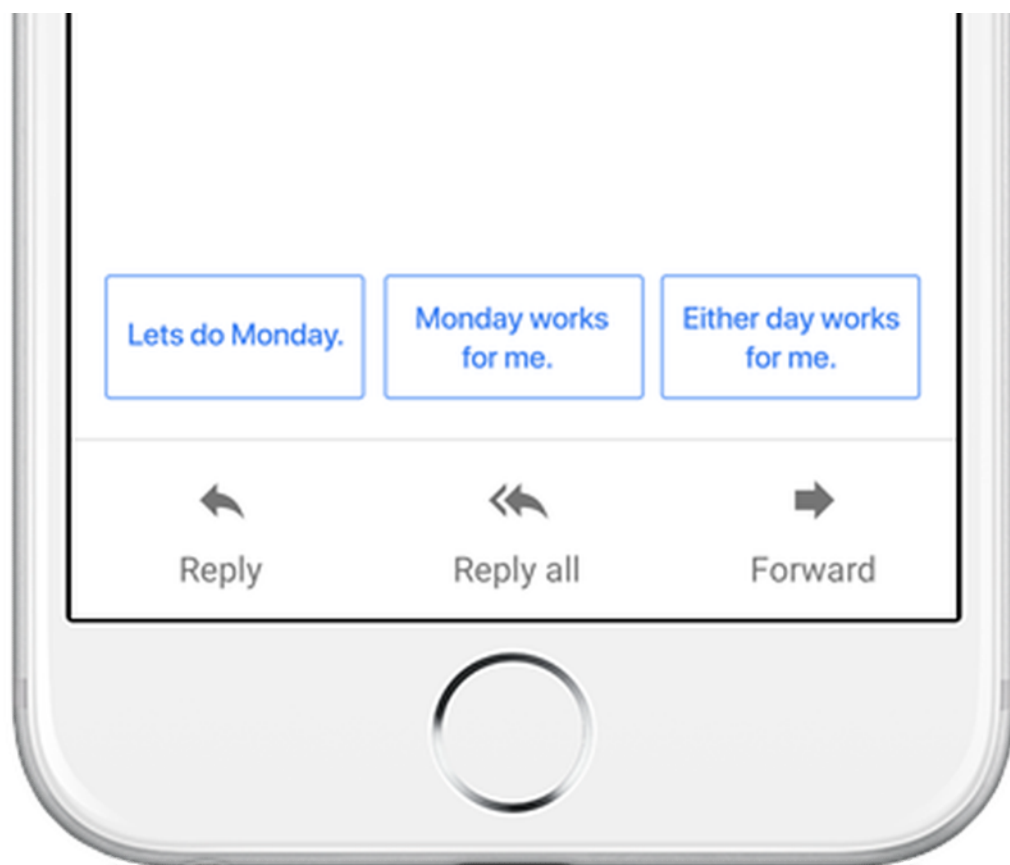 Lets do Monday.
Monday works
for me.
Either day works
for me.
Reply
Reply all
Forward